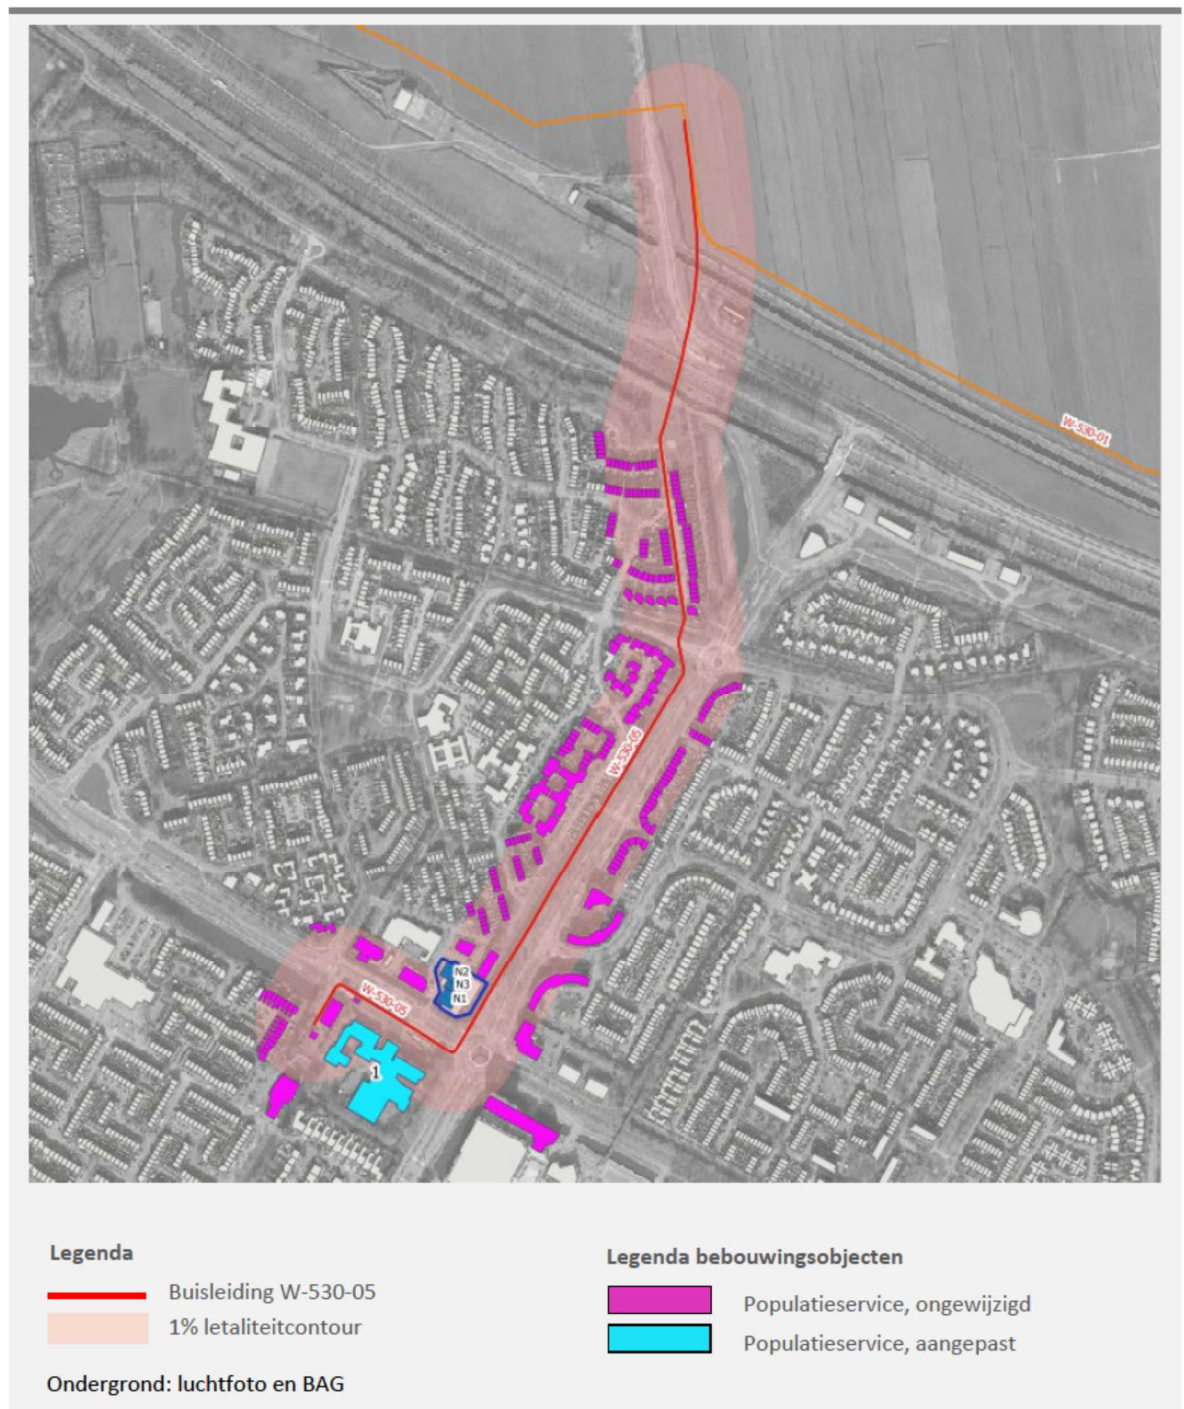 W-530-01
W-530-05
N2
N3
N1
W-530-05
1
Legenda
Buisleiding W-530-05
1% letaliteitcontour
Ondergrond: luchtfoto en BAG
Legenda bebouwingsobjecten
Populatieservice, ongewijzigd
Populatieservice, aangepast